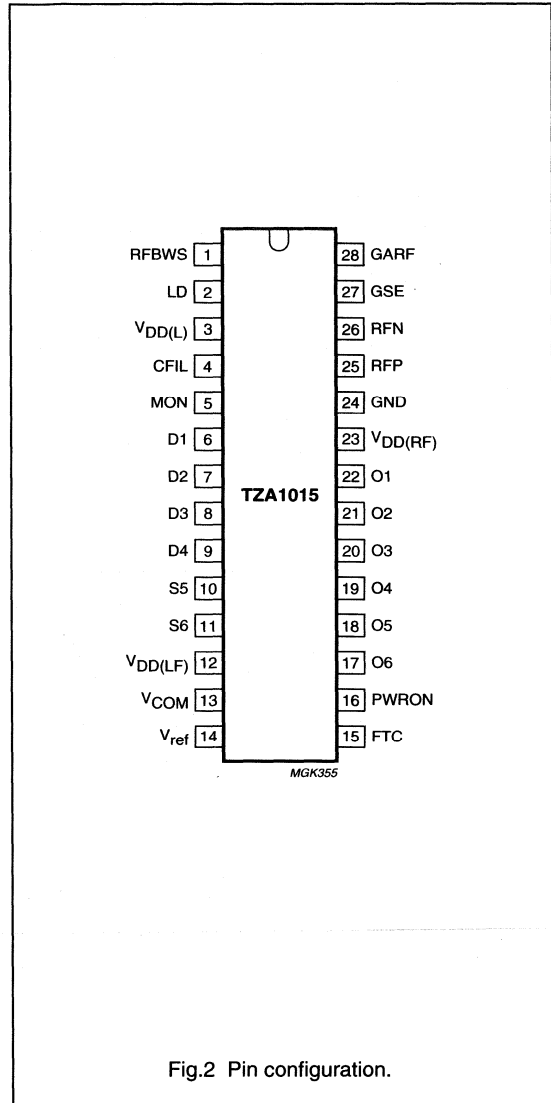 RFBWS 1 28 GARF
LD 2 27 GSE
VDD(L) 3 26 RFN
CFIL 4 25 RFP
MON 5 24 GND
D1 6 23 VDD(RF)
D2 7 22 O1
TZA1015
D3 8 21 O2
D4 9 20 O3
S5 10 19 O4
S6 11 18 O5
VDD(LF) 12 17 O6
VCOM 13 16 PWRON
Vref 14 15 FTC
MGK355
Fig.2 Pin configuration.